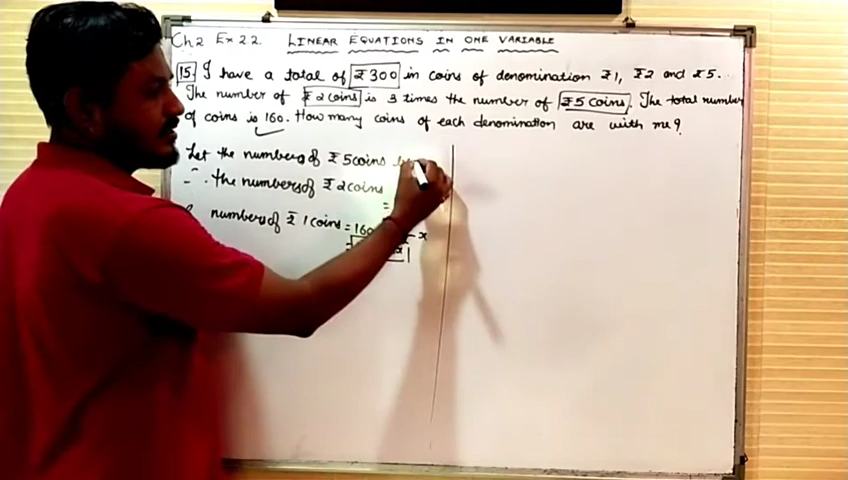 Ch 2 Ex 2.2. LINEAR EQUATIONS IN ONE VARIABLE
15. I have a total of ₹300 in coins of denomination ₹1, ₹2 and ₹5.
The number of ₹2 coins is 3 times the number of ₹5 coins. The total number
of coins is 160. How many coins of each denomination are with me?
Let the numbers of ₹5 coins
∴ the numbers of ₹2 coins
=
numbers of ₹1 coins = 160 - x
=